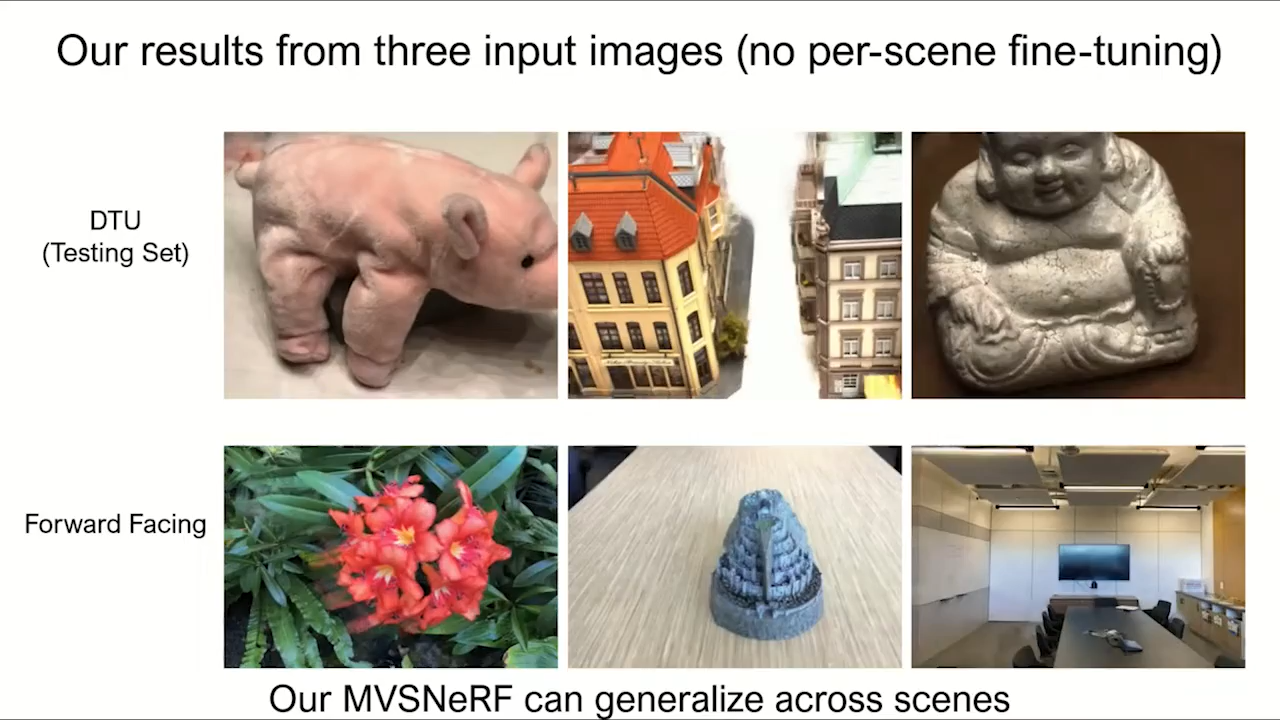 Our results from three input images (no per-scene fine-tuning)
DTU
(Testing Set)
Forward Facing
Our MVSNeRF can generalize across scenes